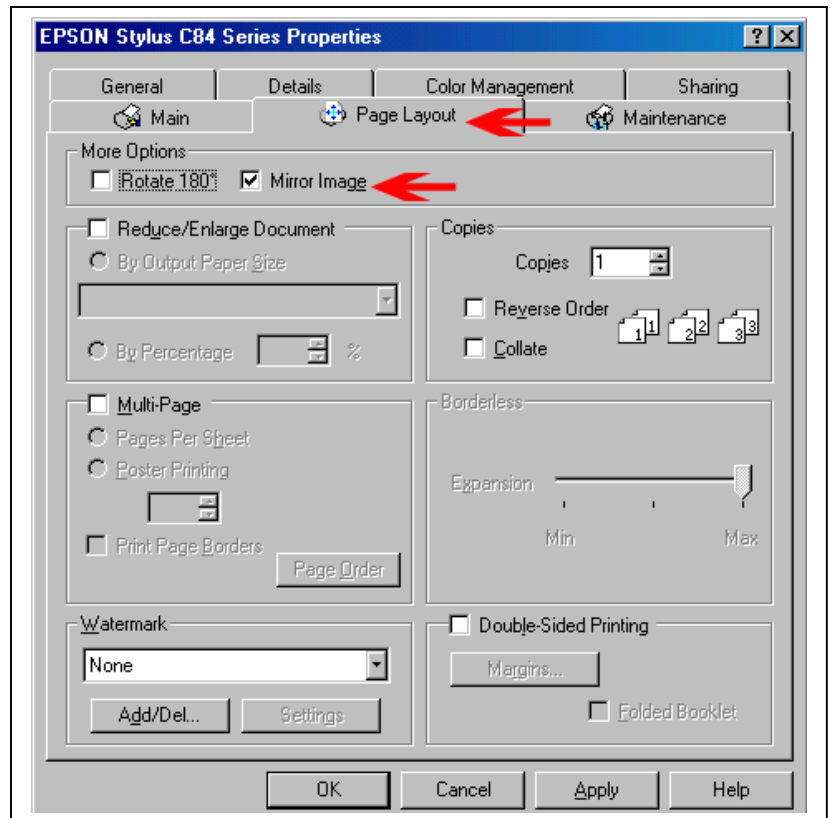 EPSON Stylus C84 Series Properties
General Details Color Management Sharing
Main Page Layout Maintenance
More Options
Rotate 180° Mirror Image
Reduce/Enlarge Document
By Output Paper Size
By Percentage %
Copies
Copies 1
Reverse Order
Collate
1 1 2 2 3 3
Multi-Page
Pages Per Sheet
Poster Printing
Print Page Borders
Page Order
Borderless
Expansion
Min Max
Watermark
None
Add/Del... Settings
Double-Sided Printing
Margins...
Folded Booklet
OK Cancel Apply Help